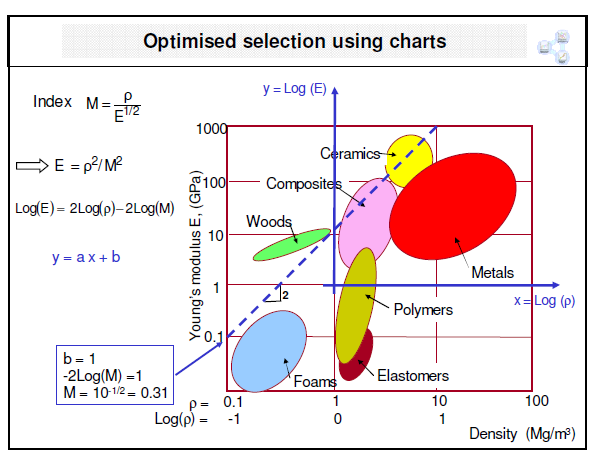 Optimised selection using charts
Index M = ρ / E^1/2
y = Log (E)
⇒ E = ρ²/ M²
Log(E) = 2Log(ρ) – 2Log(M)
y = a x + b
b = 1
-2Log(M) =1
M = 10^-1/2 = 0.31
Young's modulus E, (GPa)
1000
100
10
1
0.1
Ceramics
Composites
Woods
Metals
2
x = Log (ρ)
Polymers
Foams
Elastomers
ρ = 0.1 1 10 100
Log(ρ) = -1 0 1
Density (Mg/m³)